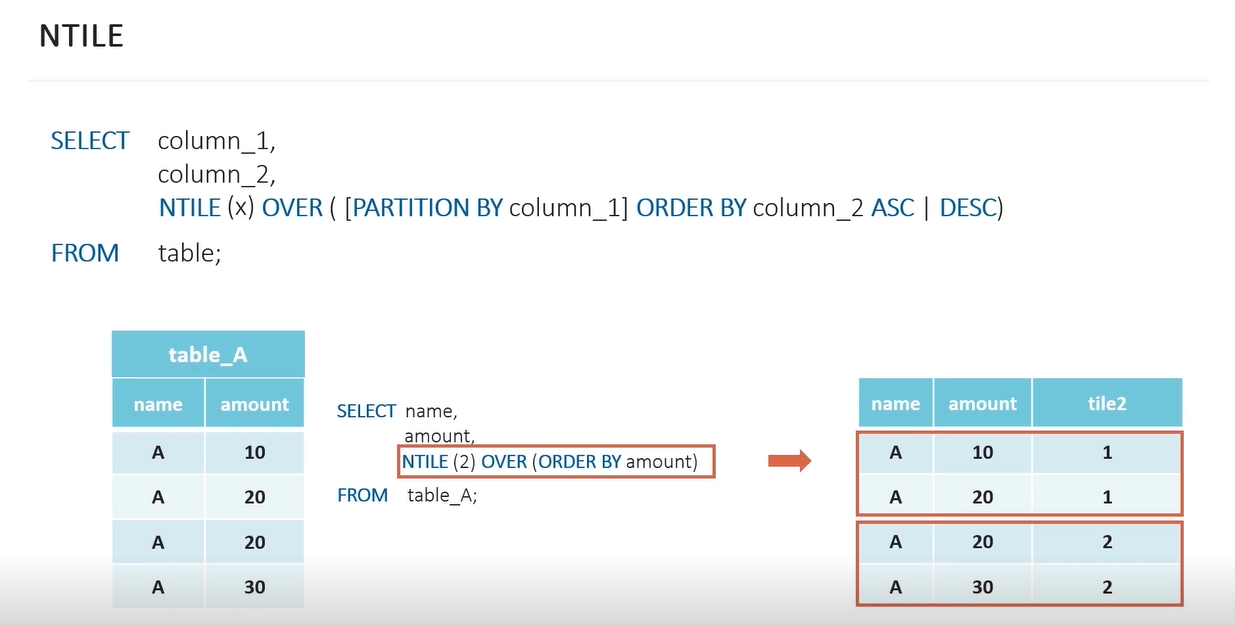 NTILE
SELECT column_1,
column_2,
NTILE (x) OVER ( [PARTITION BY column_1] ORDER BY column_2 ASC | DESC)
FROM table;
table_A
name amount
A 10
A 20
A 20
A 30
SELECT name,
amount,
NTILE (2) OVER (ORDER BY amount)
FROM table_A;
name amount tile2
A 10 1
A 20 1
A 20 2
A 30 2